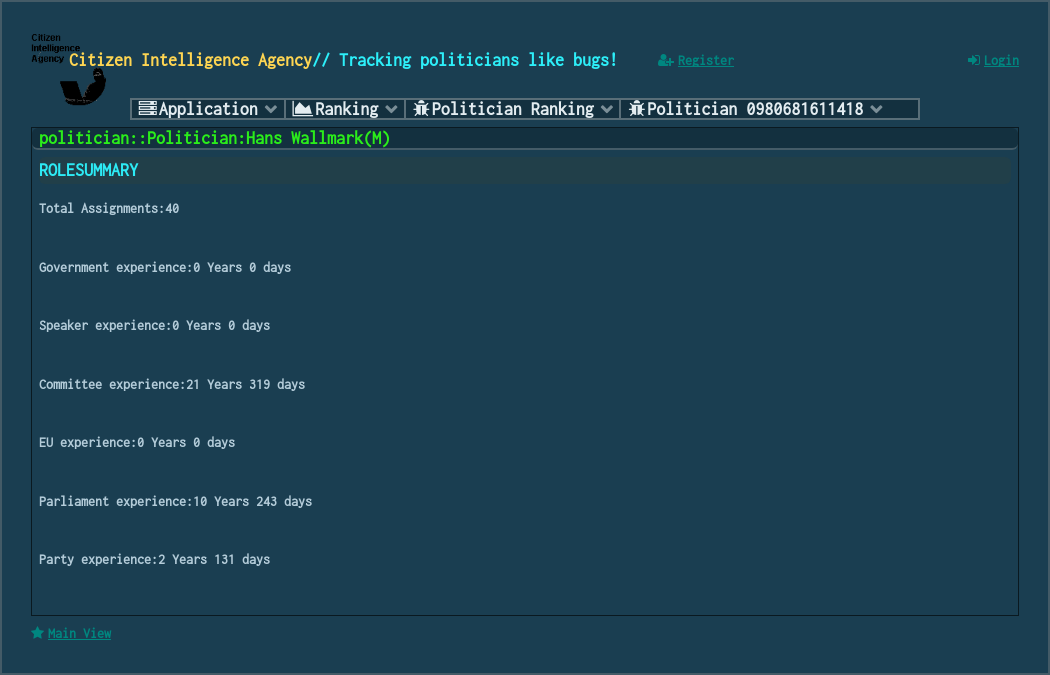 Citizen
Intelligence
Agency
Citizen Intelligence Agency// Tracking politicians like bugs!
Register
Login
Application
Ranking
Politician Ranking
Politician 0980681611418
politician::Politician:Hans Wallmark(M)
ROLESUMMARY
Total Assignments:40
Government experience:0 Years 0 days
Speaker experience:0 Years 0 days
Committee experience:21 Years 319 days
EU experience:0 Years 0 days
Parliament experience:10 Years 243 days
Party experience:2 Years 131 days
Main View